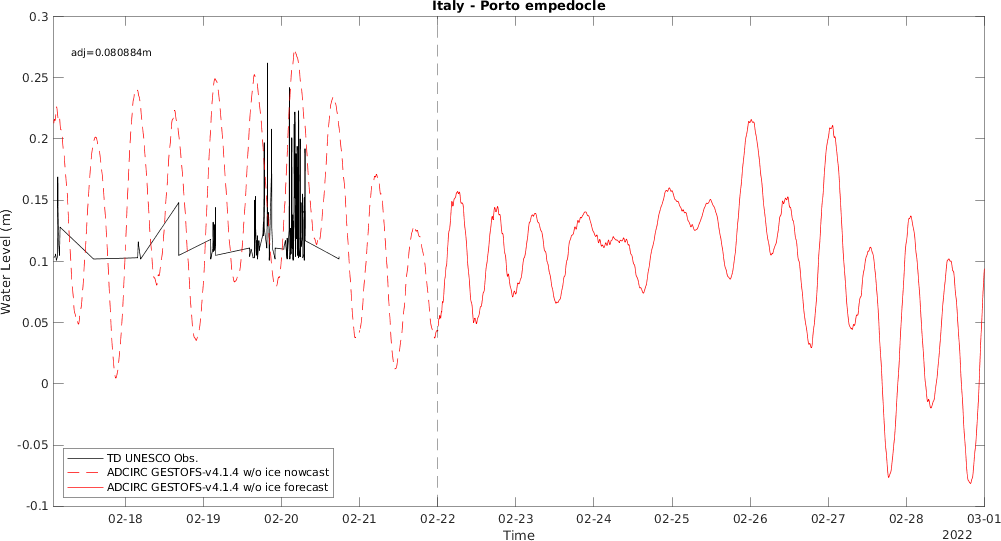 Italy - Porto empedocle
adj=0.080884m
0.3
0.25
0.2
0.15
0.1
0.05
0
-0.05
-0.1
Water Level (m)
TD UNESCO Obs.
ADCIRC GESTOFS-v4.1.4 w/o ice nowcast
ADCIRC GESTOFS-v4.1.4 w/o ice forecast
02-18 02-19 02-20 02-21 02-22 02-23 02-24 02-25 02-26 02-27 02-28 03-01
Time
2022